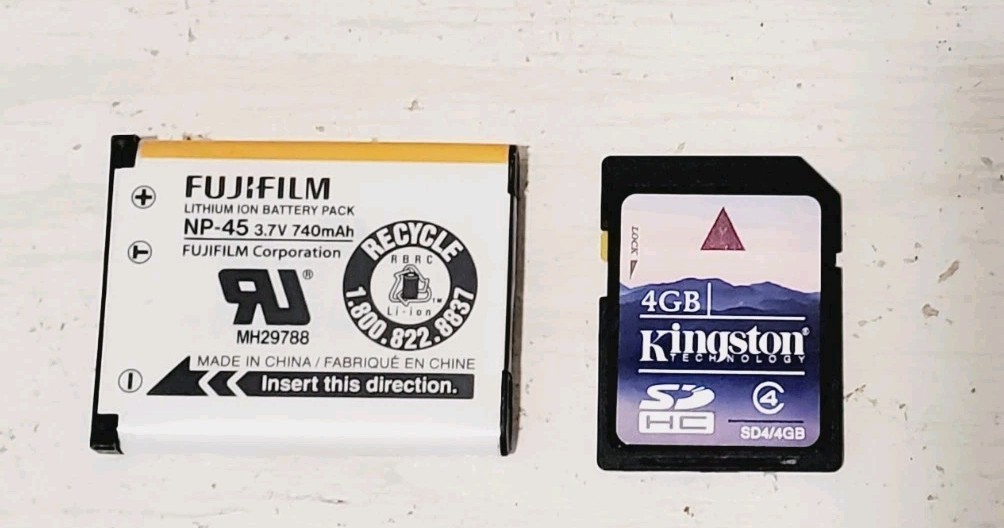 FUJIFILM
LITHIUM ION BATTERY PACK
NP-45 3.7V 740mAh
FUJIFILM Corporation
+
T
−
RU®
MH29788
RECYCLE
RBRC
Li-ion
TM
1.800.822.8837
MADE IN CHINA / FABRIQUÉ EN CHINE
Insert this direction.
LOCK
4GB
Kingston®
TECHNOLOGY
SD
HC
4
SD4/4GB